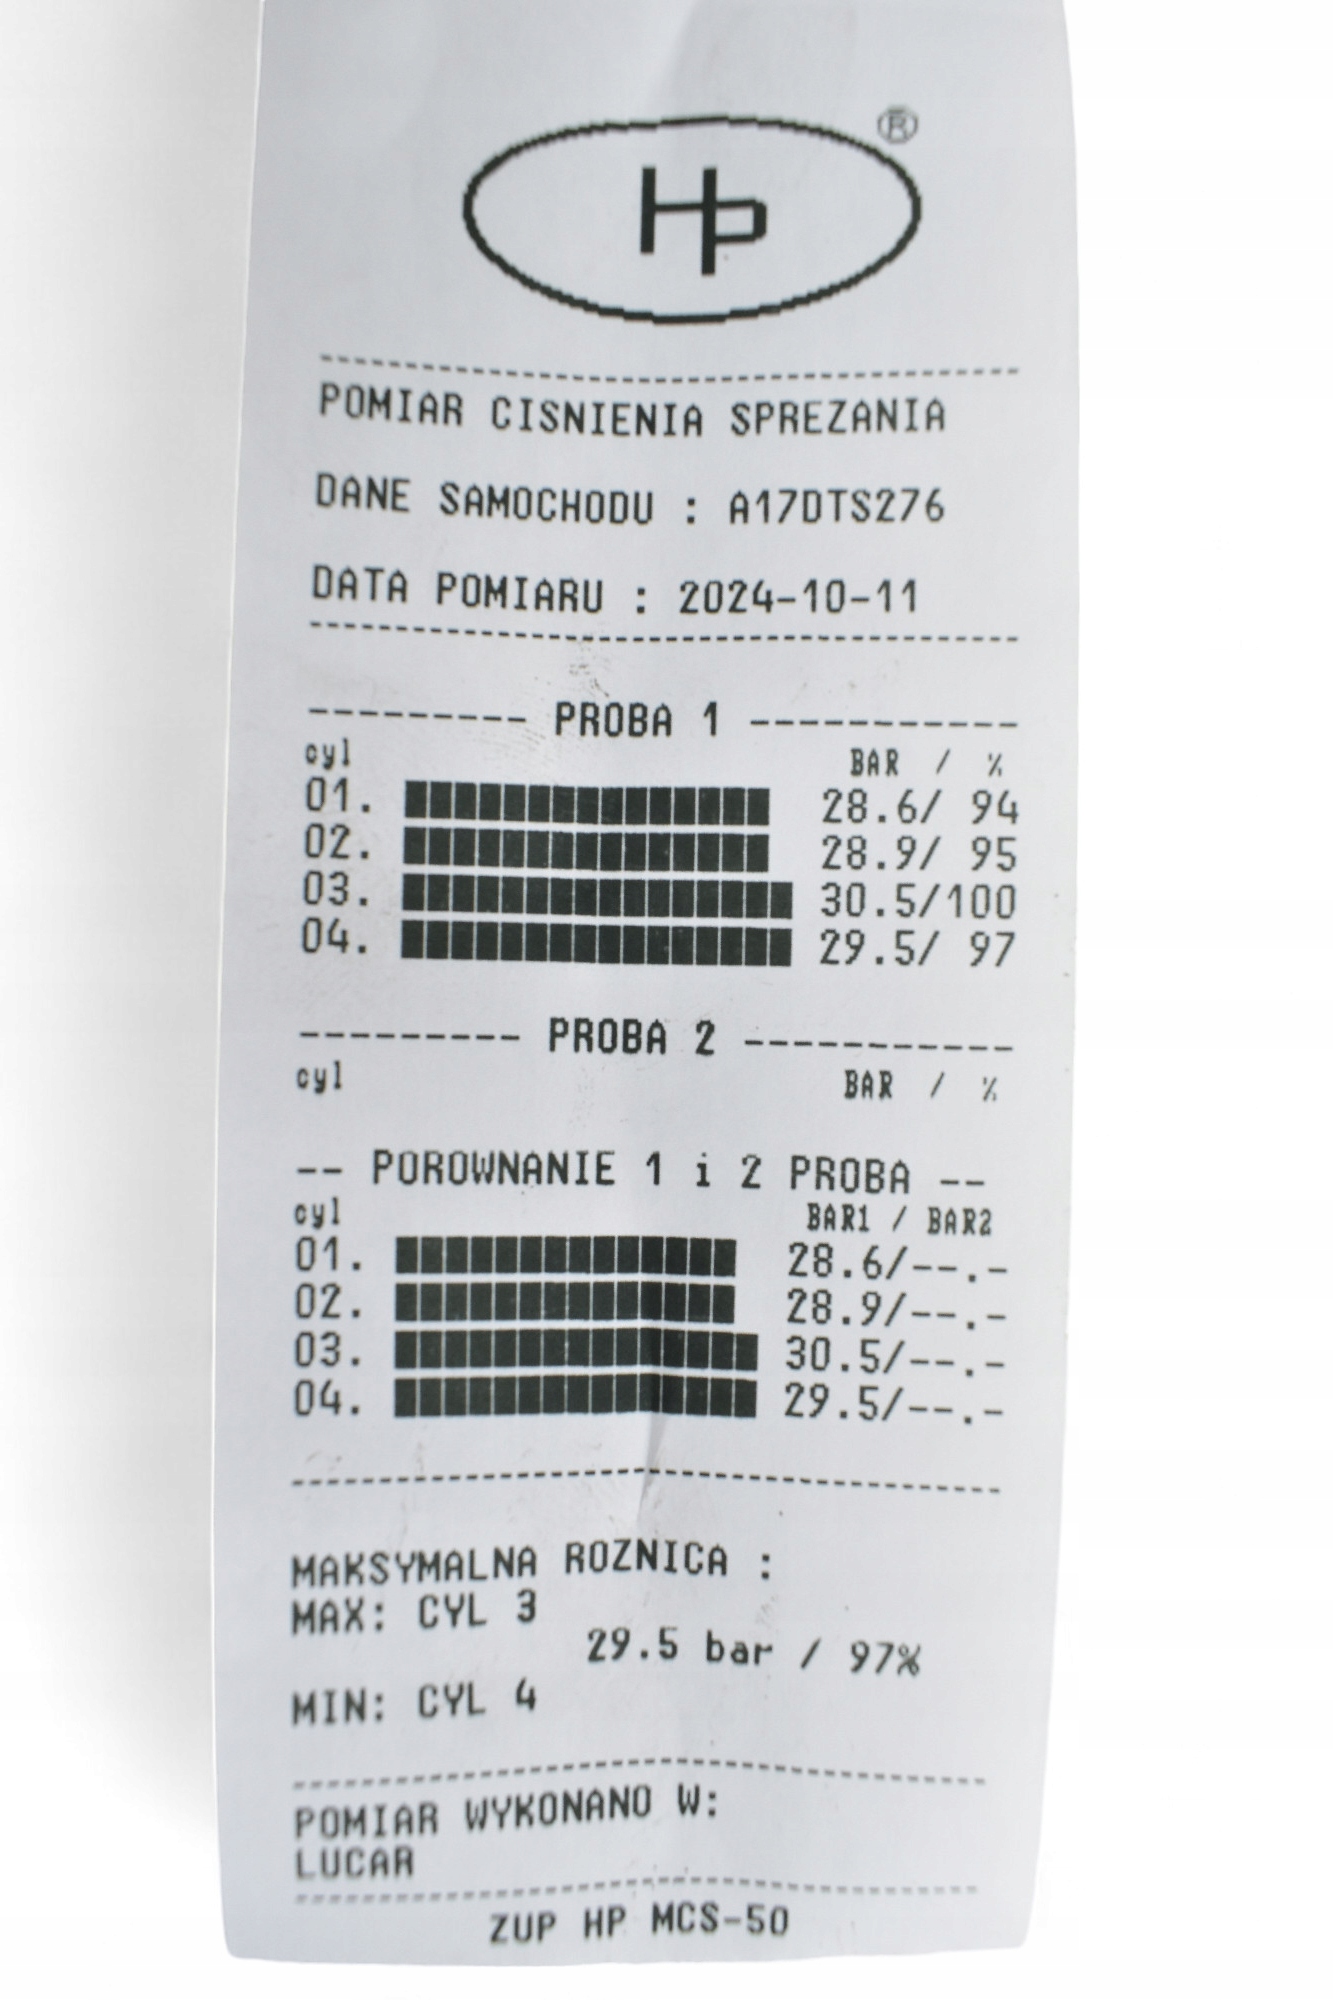 Hp ®
--------------------------------
POMIAR CISNIENIA SPREZANIA
DANE SAMOCHODU : A17DTS276
DATA POMIARU : 2024-10-11
--------------------------------
--------- PROBA 1 -----------
cyl BAR / %
01. 28.6/ 94
02. 28.9/ 95
03. 30.5/100
04. 29.5/ 97
--------- PROBA 2 -----------
cyl BAR / %
-- POROWNANIE 1 i 2 PROBA --
cyl BAR1 / BAR2
01. 28.6/--.-
02. 28.9/--.-
03. 30.5/--.-
04. 29.5/--.-
--------------------------------
MAKSYMALNA ROZNICA :
MAX: CYL 3
29.5 bar / 97%
MIN: CYL 4
--------------------------------
POMIAR WYKONANO W:
LUCAR
--------------------------------
ZUP HP MCS-50